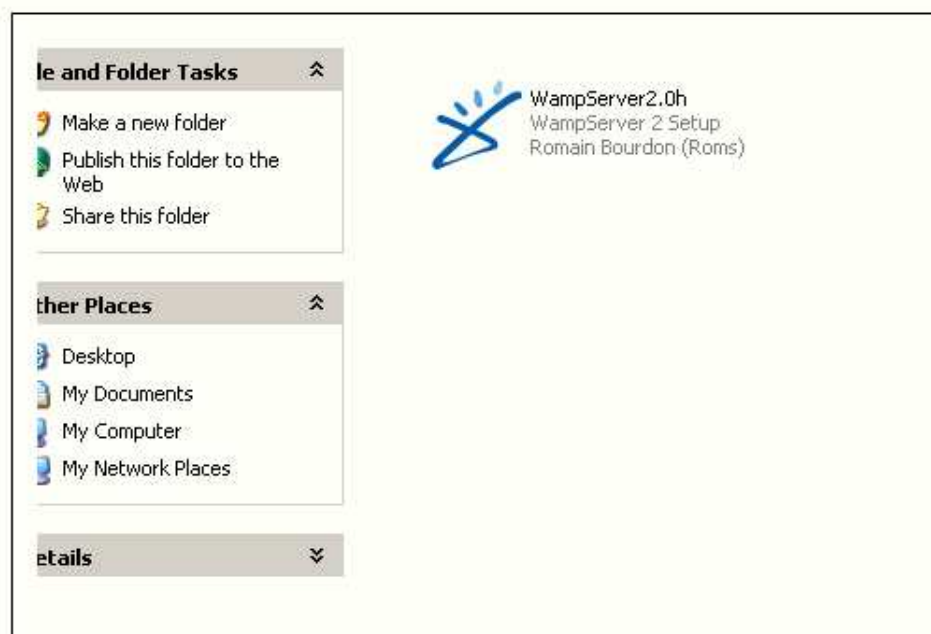 le and Folder Tasks
Make a new folder
Publish this folder to the
Web
Share this folder
ther Places
Desktop
My Documents
My Computer
My Network Places
etails
WampServer2.0h
WampServer 2 Setup
Romain Bourdon (Roms)